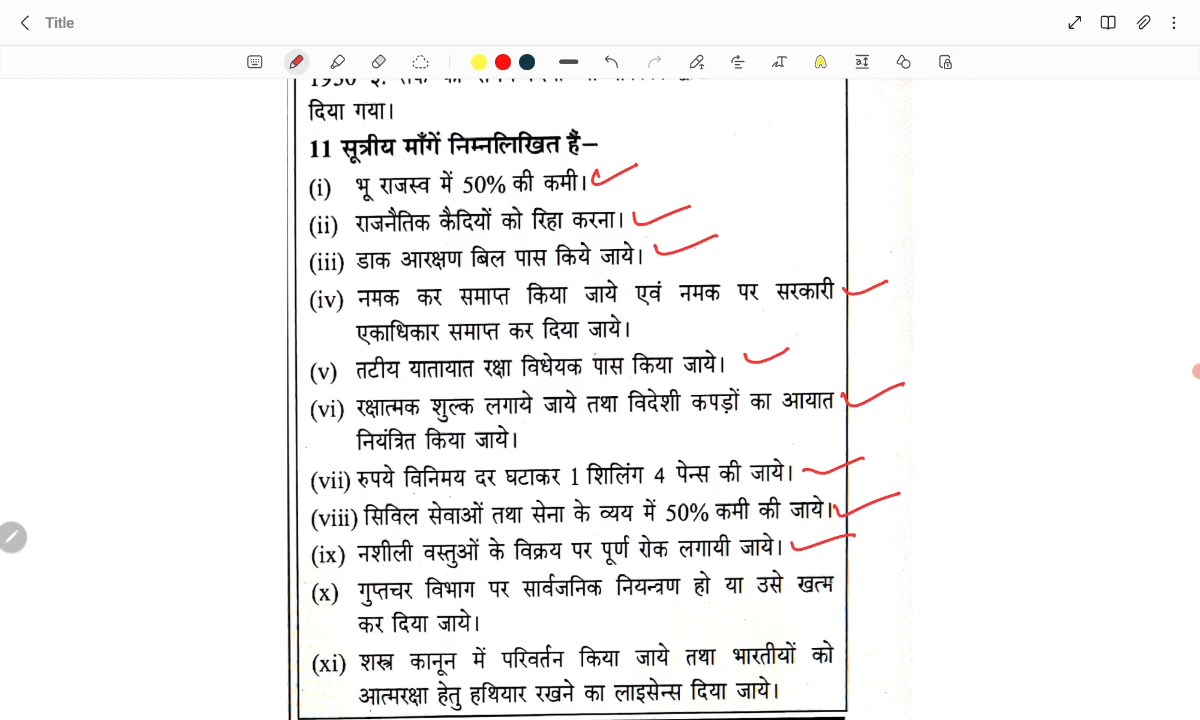 Title
दिया गया।
11 सूत्रीय माँगें निम्नलिखित हैं–
(i) भू राजस्व में 50% की कमी।
(ii) राजनैतिक कैदियों को रिहा करना।
(iii) डाक आरक्षण बिल पास किये जाये।
(iv) नमक कर समाप्त किया जाये एवं नमक पर सरकारी
एकाधिकार समाप्त कर दिया जाये।
(v) तटीय यातायात रक्षा विधेयक पास किया जाये।
(vi) रक्षात्मक शुल्क लगाये जाये तथा विदेशी कपड़ों का आयात
नियंत्रित किया जाये।
(vii) रुपये विनिमय दर घटाकर 1 शिलिंग 4 पेन्स की जाये।
(viii) सिविल सेवाओं तथा सेना के व्यय में 50% कमी की जाये।
(ix) नशीली वस्तुओं के विक्रय पर पूर्ण रोक लगायी जाये।
(x) गुप्तचर विभाग पर सार्वजनिक नियन्त्रण हो या उसे खत्म
कर दिया जाये।
(xi) शस्त्र कानून में परिवर्तन किया जाये तथा भारतीयों को
आत्मरक्षा हेतु हथियार रखने का लाइसेन्स दिया जाये।